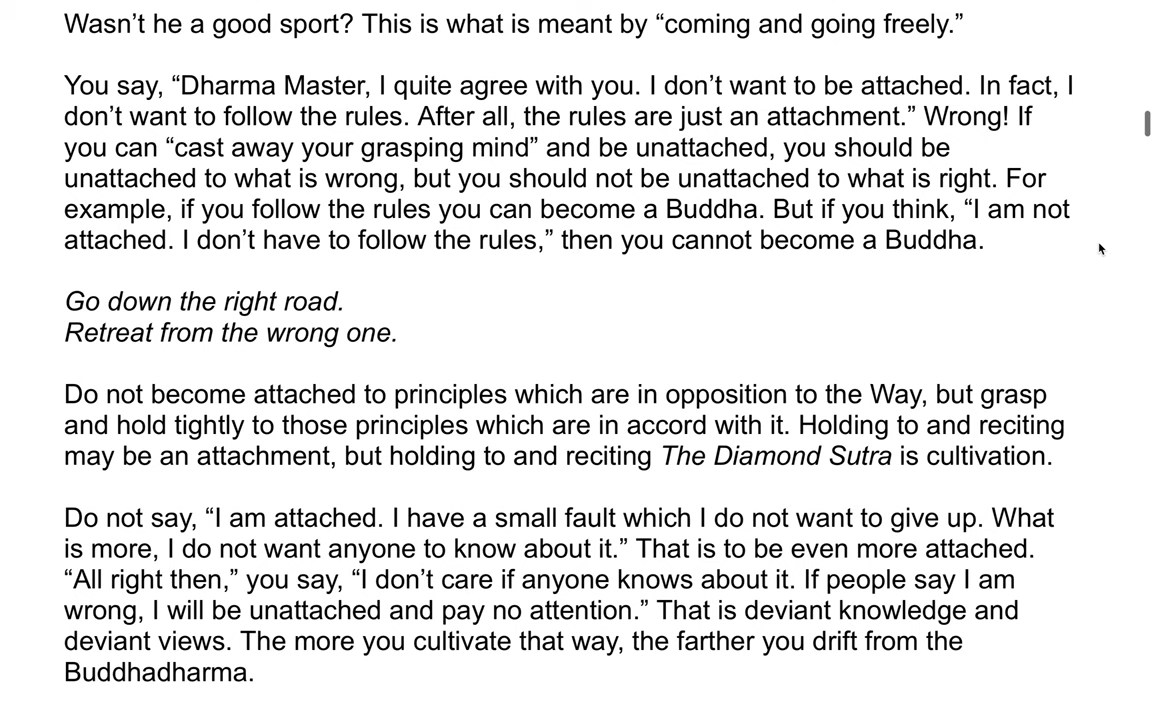 Wasn’t he a good sport? This is what is meant by “coming and going freely.”
You say, “Dharma Master, I quite agree with you. I don’t want to be attached. In fact, I
don’t want to follow the rules. After all, the rules are just an attachment.” Wrong! If
you can “cast away your grasping mind” and be unattached, you should be
unattached to what is wrong, but you should not be unattached to what is right. For
example, if you follow the rules you can become a Buddha. But if you think, “I am not
attached. I don’t have to follow the rules,” then you cannot become a Buddha.
Go down the right road.
Retreat from the wrong one.
Do not become attached to principles which are in opposition to the Way, but grasp
and hold tightly to those principles which are in accord with it. Holding to and reciting
may be an attachment, but holding to and reciting The Diamond Sutra is cultivation.
Do not say, “I am attached. I have a small fault which I do not want to give up. What
is more, I do not want anyone to know about it.” That is to be even more attached.
“All right then,” you say, “I don’t care if anyone knows about it. If people say I am
wrong, I will be unattached and pay no attention.” That is deviant knowledge and
deviant views. The more you cultivate that way, the farther you drift from the
Buddhadharma.